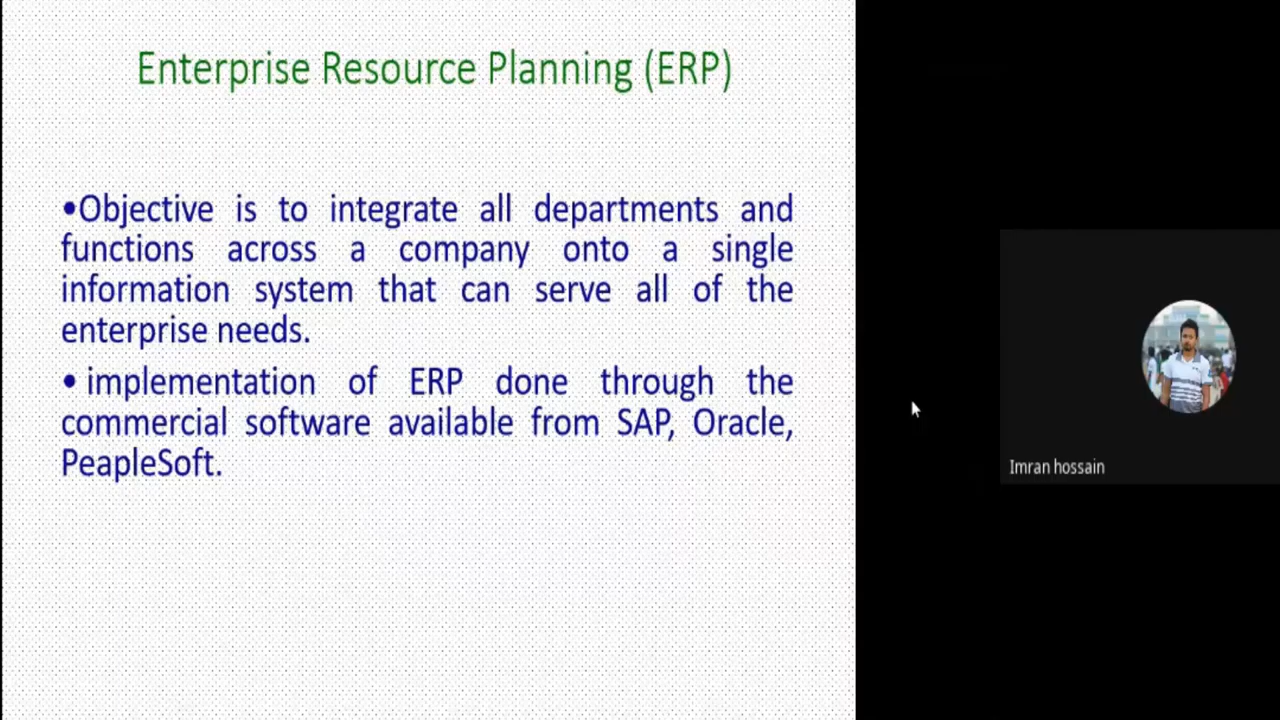 Enterprise Resource Planning (ERP)
•Objective is to integrate all departments and
functions across a company onto a single
information system that can serve all of the
enterprise needs.
• implementation of ERP done through the
commercial software available from SAP, Oracle,
PeapleSoft.
Imran hossain